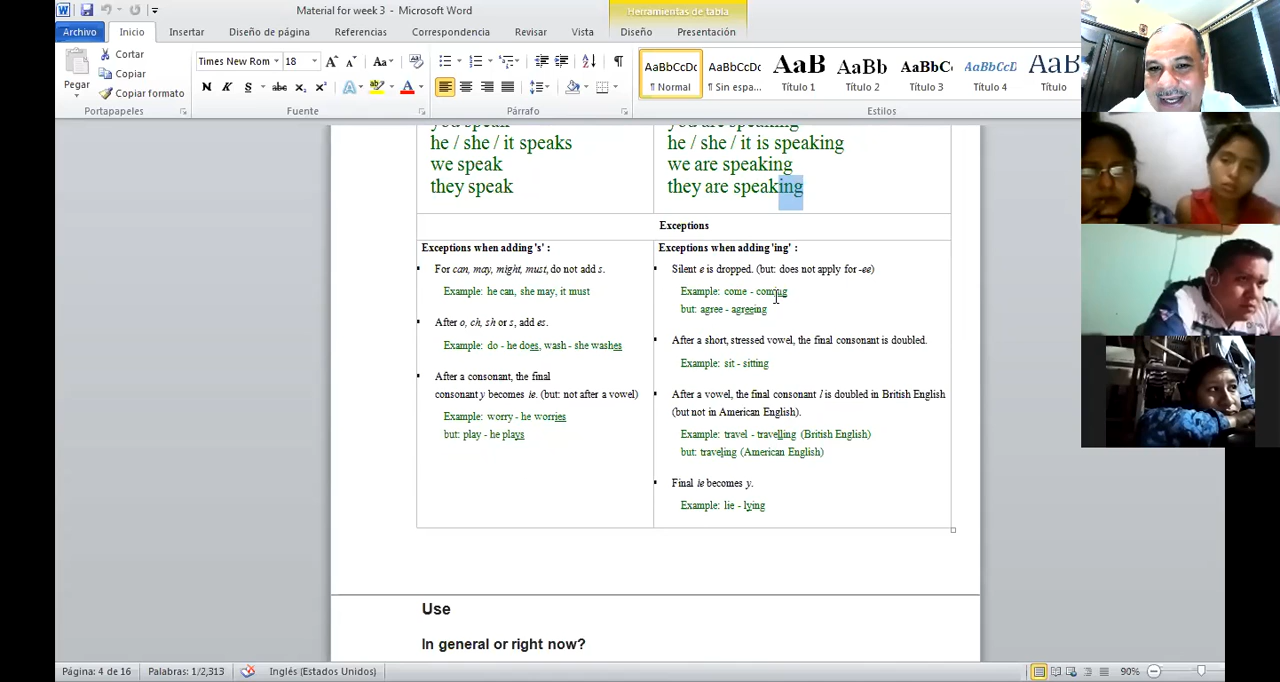 Material for week 3 - Microsoft Word
Herramientas de tabla
Archivo Inicio Insertar Diseño de página Referencias Correspondencia Revisar Vista Diseño Presentación
Pegar
Cortar
Copiar
Copiar formato
Portapapeles
Times New Rom 18
N K S abc x₂ x²
Fuente
Párrafo
AaBbCcDc AaBbCcDc AaB AaBb AaBbC AaBbCcD AaB
¶ Normal ¶ Sin espa... Título 1 Título 2 Título 3 Título 4 Título
Estilos
you speak
he / she / it speaks
we speak
they speak
you are speaking
he / she / it is speaking
we are speaking
they are speaking
Exceptions
Exceptions when adding 's' :
For can, may, might, must, do not add s.
Example: he can, she may, it must
After o, ch, sh or s, add es.
Example: do - he does, wash - she washes
After a consonant, the final
consonant y becomes ie. (but: not after a vowel)
Example: worry - he worries
but: play - he plays
Exceptions when adding 'ing' :
Silent e is dropped. (but: does not apply for -ee)
Example: come - coming
but: agree - agreeing
After a short, stressed vowel, the final consonant is doubled.
Example: sit - sitting
After a vowel, the final consonant l is doubled in British English
(but not in American English).
Example: travel - travelling (British English)
but: traveling (American English)
Final ie becomes y.
Example: lie - lying
Use
In general or right now?
Página: 4 de 16 Palabras: 1/2,313 Inglés (Estados Unidos) 90%